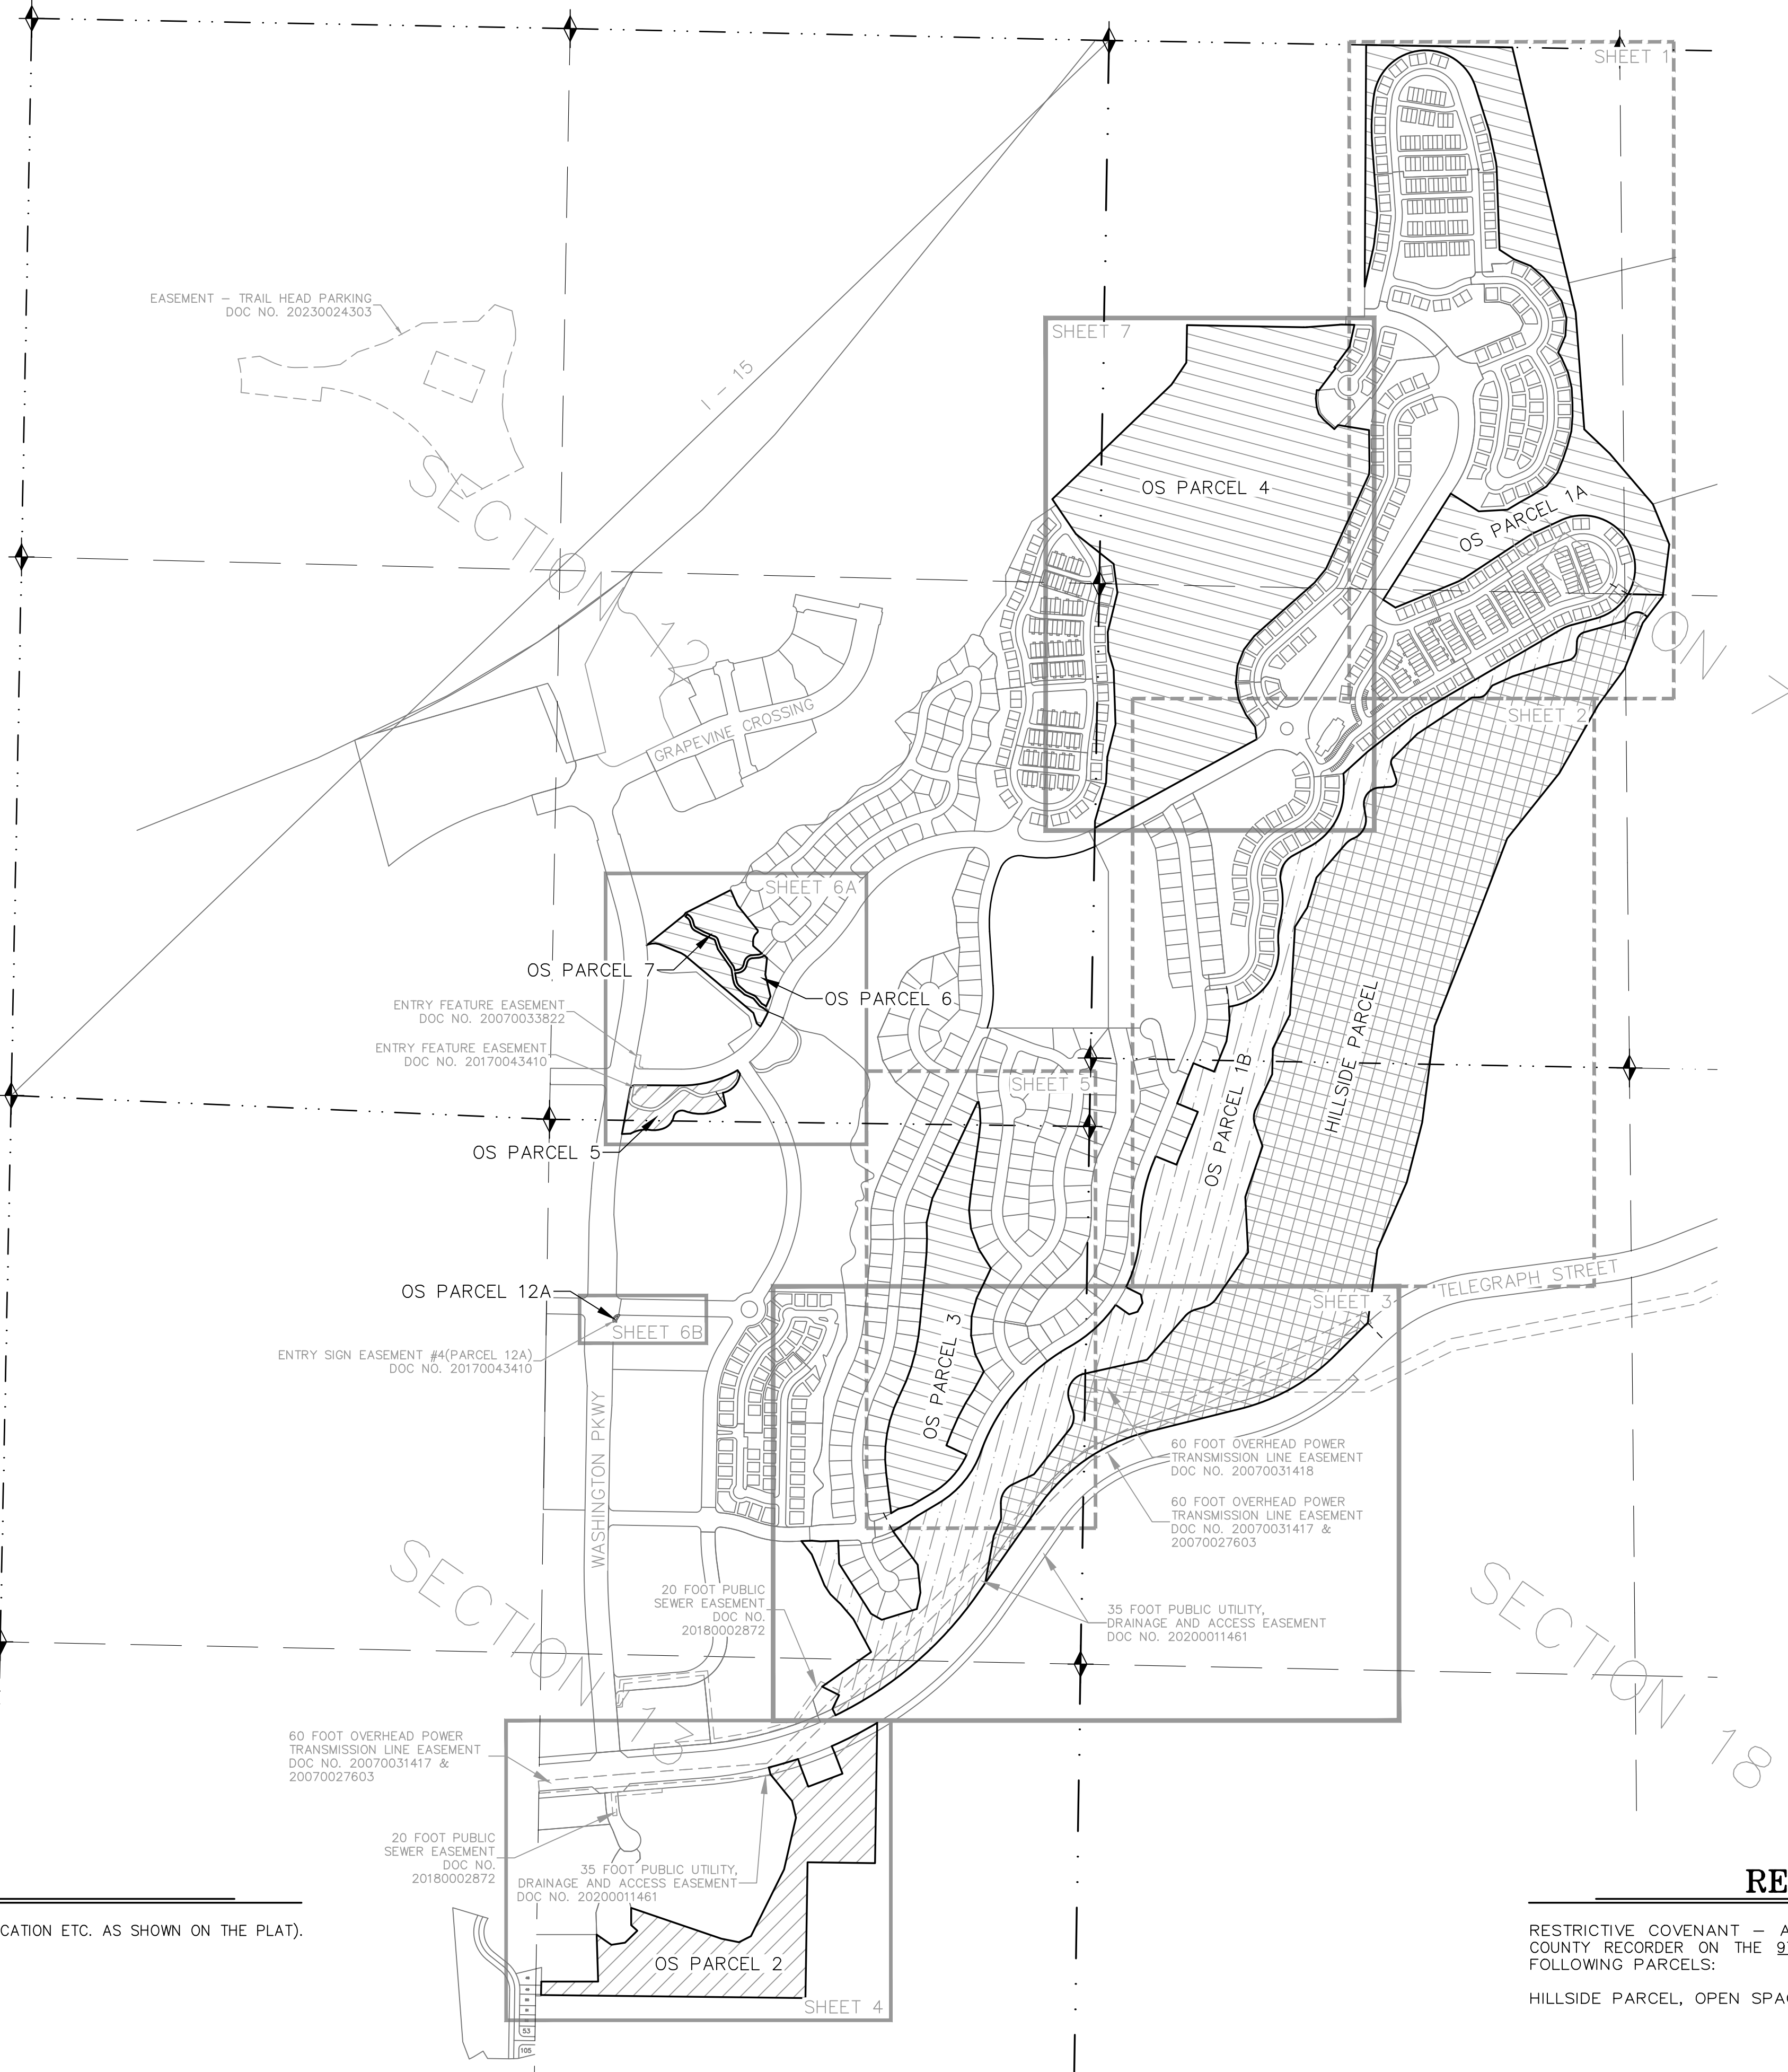 SHEET 1
EASEMENT – TRAIL HEAD PARKING
DOC NO. 20230024303
SHEET 7
I – 15
SECTION 12
OS PARCEL 4
OS PARCEL 1A
ON 7
SHEET 2
GRAPEVINE CROSSING
SHEET 6A
OS PARCEL 7
OS PARCEL 6
ENTRY FEATURE EASEMENT
DOC NO. 20070033822
ENTRY FEATURE EASEMENT
DOC NO. 20170043410
OS PARCEL 5
SHEET 5
OS PARCEL 1B
HILLSIDE PARCEL
TELEGRAPH STREET
OS PARCEL 12A
SHEET 6B
SHEET 3
ENTRY SIGN EASEMENT #4(PARCEL 12A)
DOC NO. 20170043410
OS PARCEL 3
WASHINGTON PKWY
60 FOOT OVERHEAD POWER
TRANSMISSION LINE EASEMENT
DOC NO. 20070031418
60 FOOT OVERHEAD POWER
TRANSMISSION LINE EASEMENT
DOC NO. 20070031417 &
20070027603
SECTION 13
20 FOOT PUBLIC
SEWER EASEMENT
DOC NO.
20180002872
35 FOOT PUBLIC UTILITY,
DRAINAGE AND ACCESS EASEMENT
DOC NO. 20200011461
SECTION 18
60 FOOT OVERHEAD POWER
TRANSMISSION LINE EASEMENT
DOC NO. 20070031417 &
20070027603
20 FOOT PUBLIC
SEWER EASEMENT
DOC NO.
20180002872
35 FOOT PUBLIC UTILITY,
DRAINAGE AND ACCESS EASEMENT
DOC NO. 20200011461
OS PARCEL 2
SHEET 4
53
105
CATION ETC. AS SHOWN ON THE PLAT).
RE
RESTRICTIVE COVENANT – A
COUNTY RECORDER ON THE 9
FOLLOWING PARCELS:
HILLSIDE PARCEL, OPEN SPA